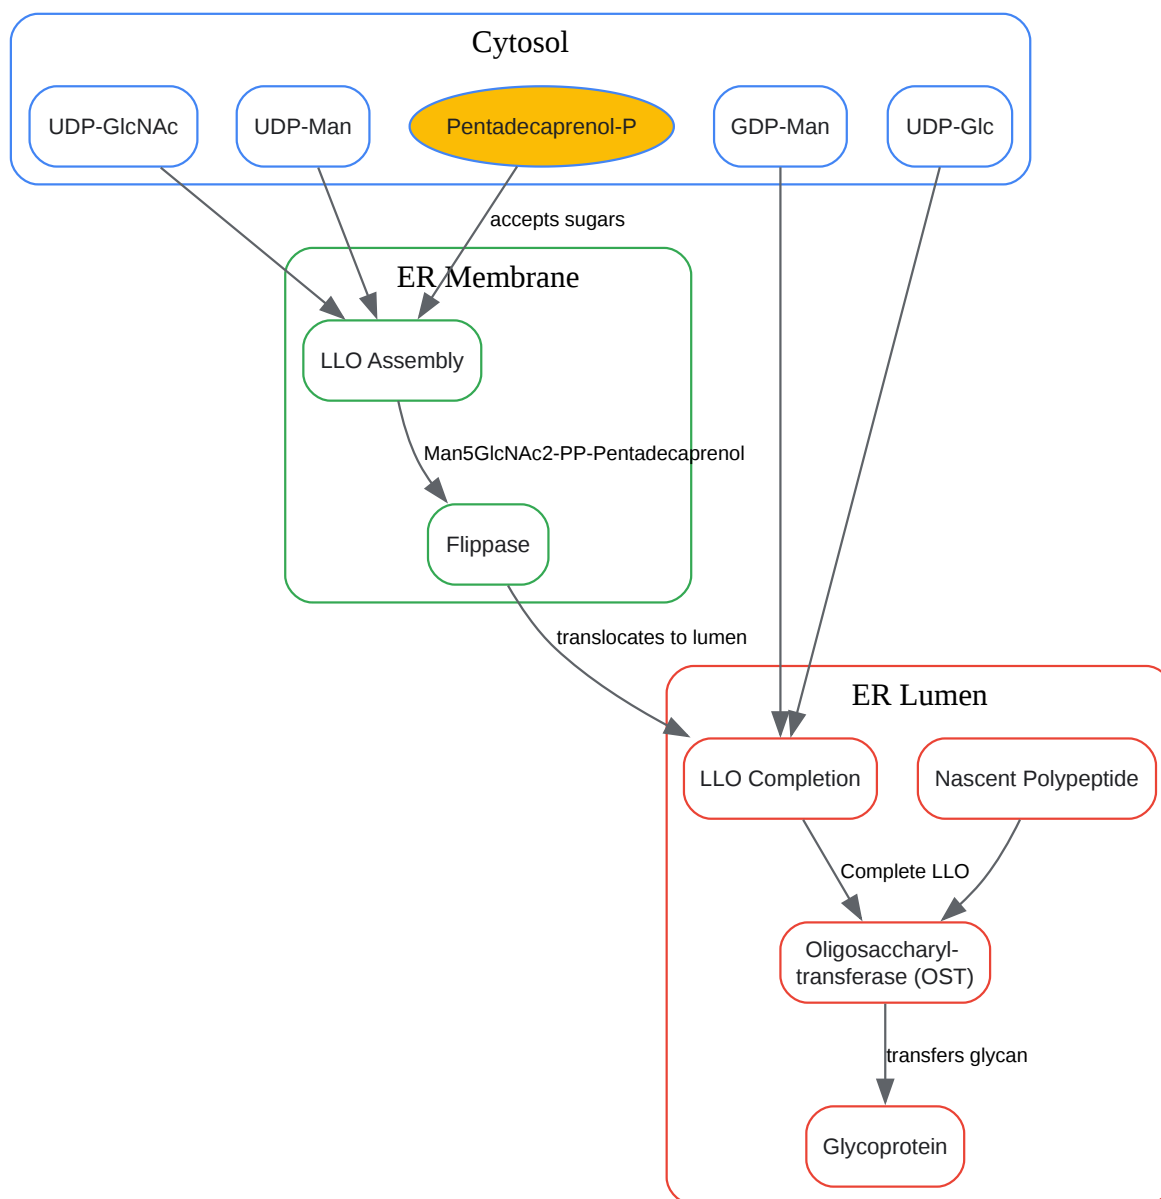 Cytosol
UDP-GlcNAc
UDP-Man
Pentadecaprenol-P
GDP-Man
UDP-Glc
accepts sugars
ER Membrane
LLO Assembly
Man5GlcNAc2-PP-Pentadecaprenol
Flippase
translocates to lumen
ER Lumen
LLO Completion
Nascent Polypeptide
Complete LLO
Oligosaccharyl-
transferase (OST)
transfers glycan
Glycoprotein